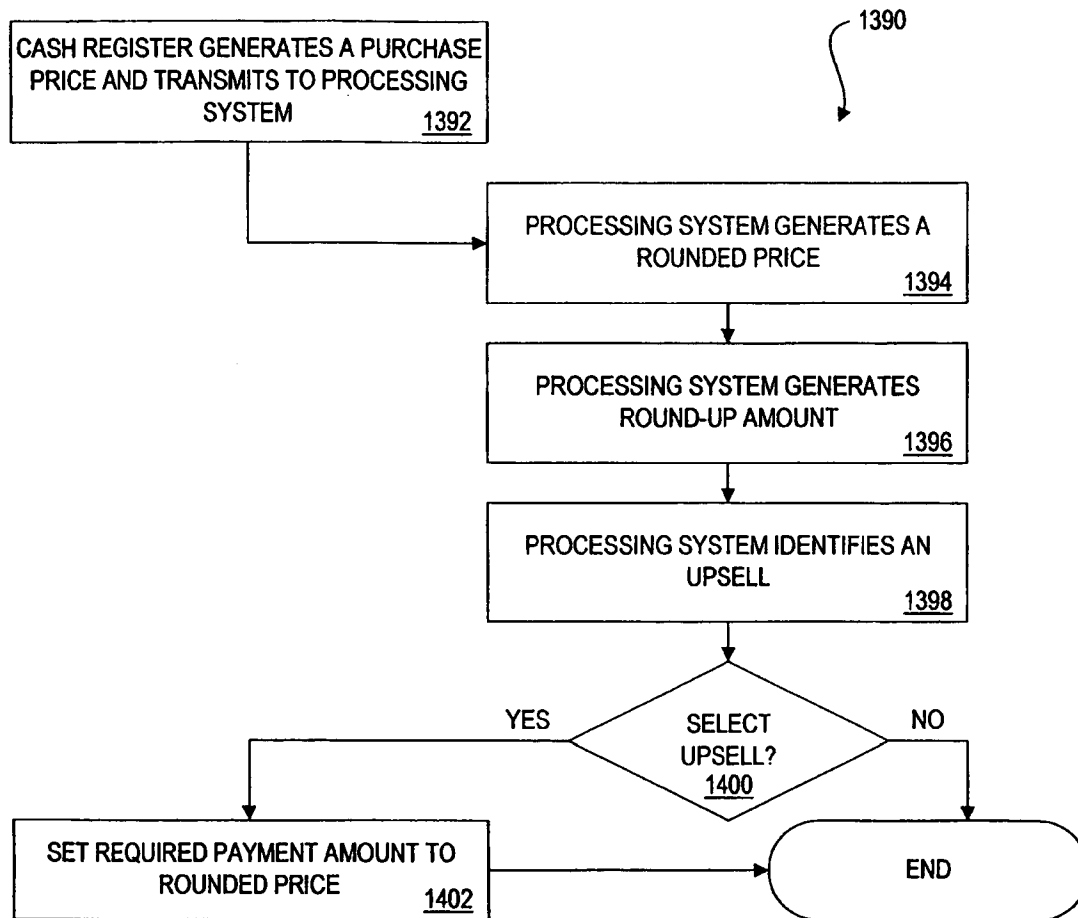 1390
CASH REGISTER GENERATES A PURCHASE
PRICE AND TRANSMITS TO PROCESSING
SYSTEM
1392
PROCESSING SYSTEM GENERATES A
ROUNDED PRICE
1394
PROCESSING SYSTEM GENERATES
ROUND-UP AMOUNT
1396
PROCESSING SYSTEM IDENTIFIES AN
UPSELL
1398
YES
SELECT
UPSELL?
1400
NO
SET REQUIRED PAYMENT AMOUNT TO
ROUNDED PRICE
1402
END